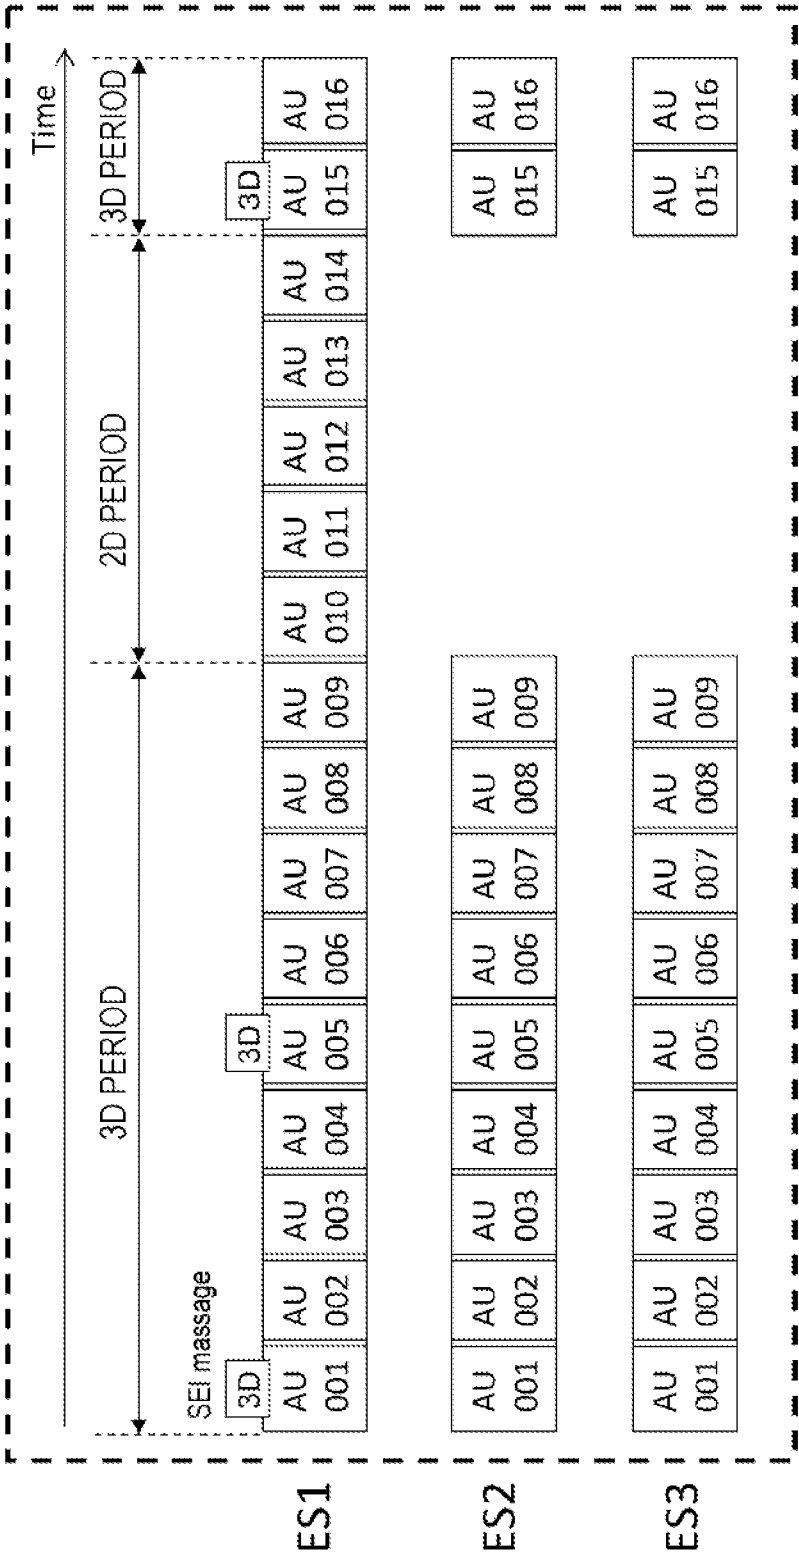 Time
3D PERIOD
2D PERIOD
3D PERIOD
SEI massage
3D
3D
3D
ES1
AU 001
AU 002
AU 003
AU 004
AU 005
AU 006
AU 007
AU 008
AU 009
AU 010
AU 011
AU 012
AU 013
AU 014
AU 015
AU 016
ES2
AU 001
AU 002
AU 003
AU 004
AU 005
AU 006
AU 007
AU 008
AU 009
AU 015
AU 016
ES3
AU 001
AU 002
AU 003
AU 004
AU 005
AU 006
AU 007
AU 008
AU 009
AU 015
AU 016